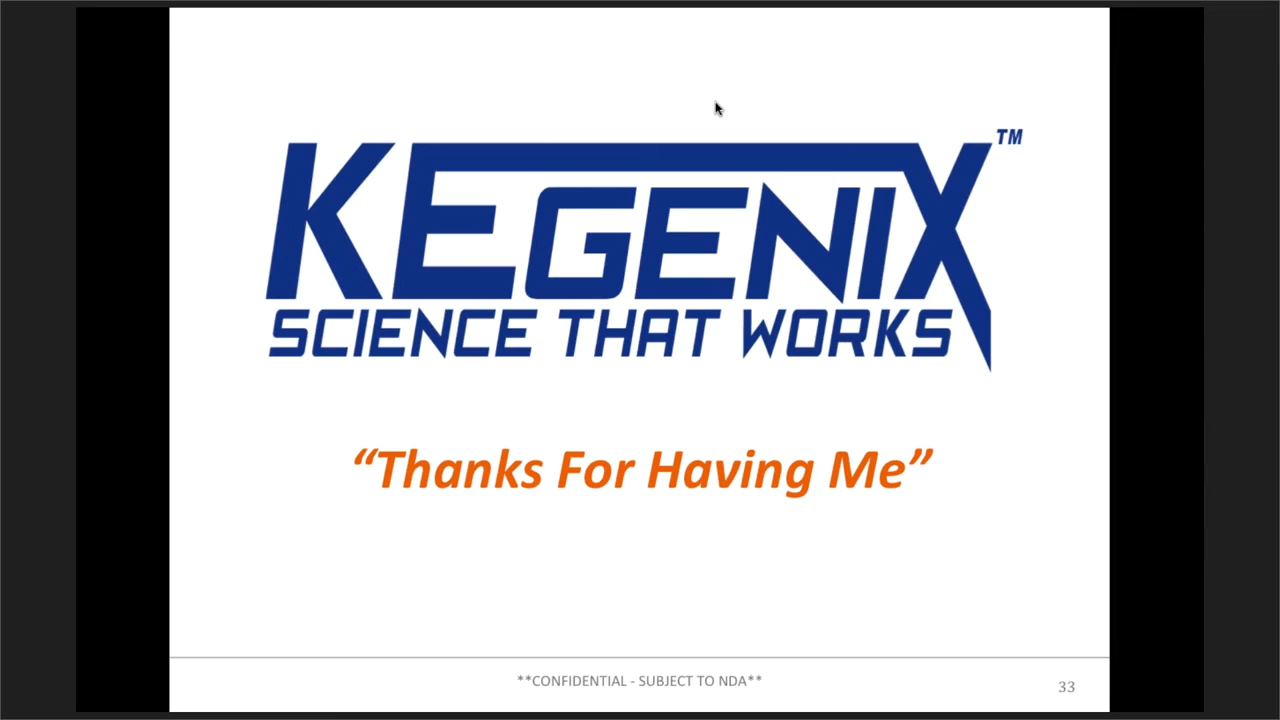 KEGENIX™
SCIENCE THAT WORKS
“Thanks For Having Me”
**CONFIDENTIAL - SUBJECT TO NDA**
33